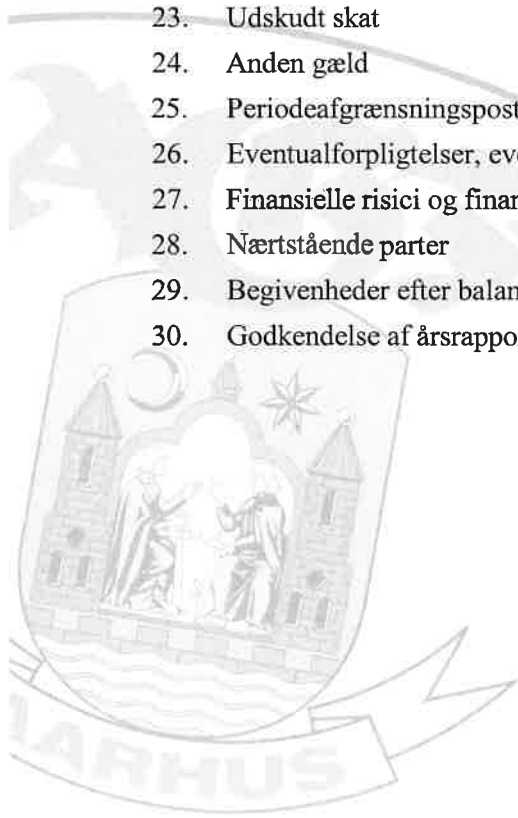 23. Udskudt skat
24. Anden gæld
25. Periodeafgrænsningspost
26. Eventualforpligtelser, eve
27. Finansielle risici og finan
28. Nærtstående parter
29. Begivenheder efter balan
30. Godkendelse af årsrappo
ARHUS